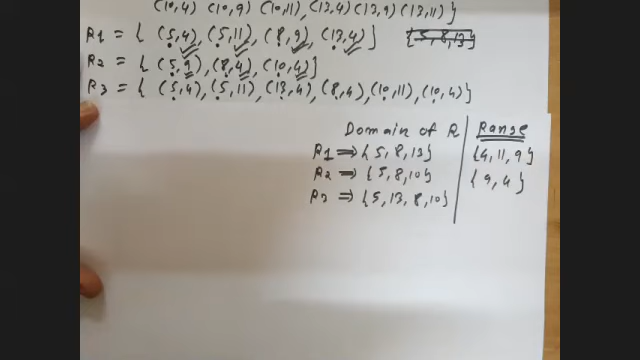 (10,4) (10,9) (10,11), (13,4)(13,9)(13,11)}
R1 = { (5,4), (5,11), (8,9), (13,4)} {5, 8, 13}
R2 = { (5,9), (8,4), (10,4)}
R3 = { (5,4), (5,11), (13,4), (8,4), (10,11), (10,4)}
Domain of R Range
R1 ⇒ {5, 8, 13} {4, 11, 9}
R2 ⇒ {5, 8, 10} {9, 4}
R3 ⇒ {5, 13, 8, 10}